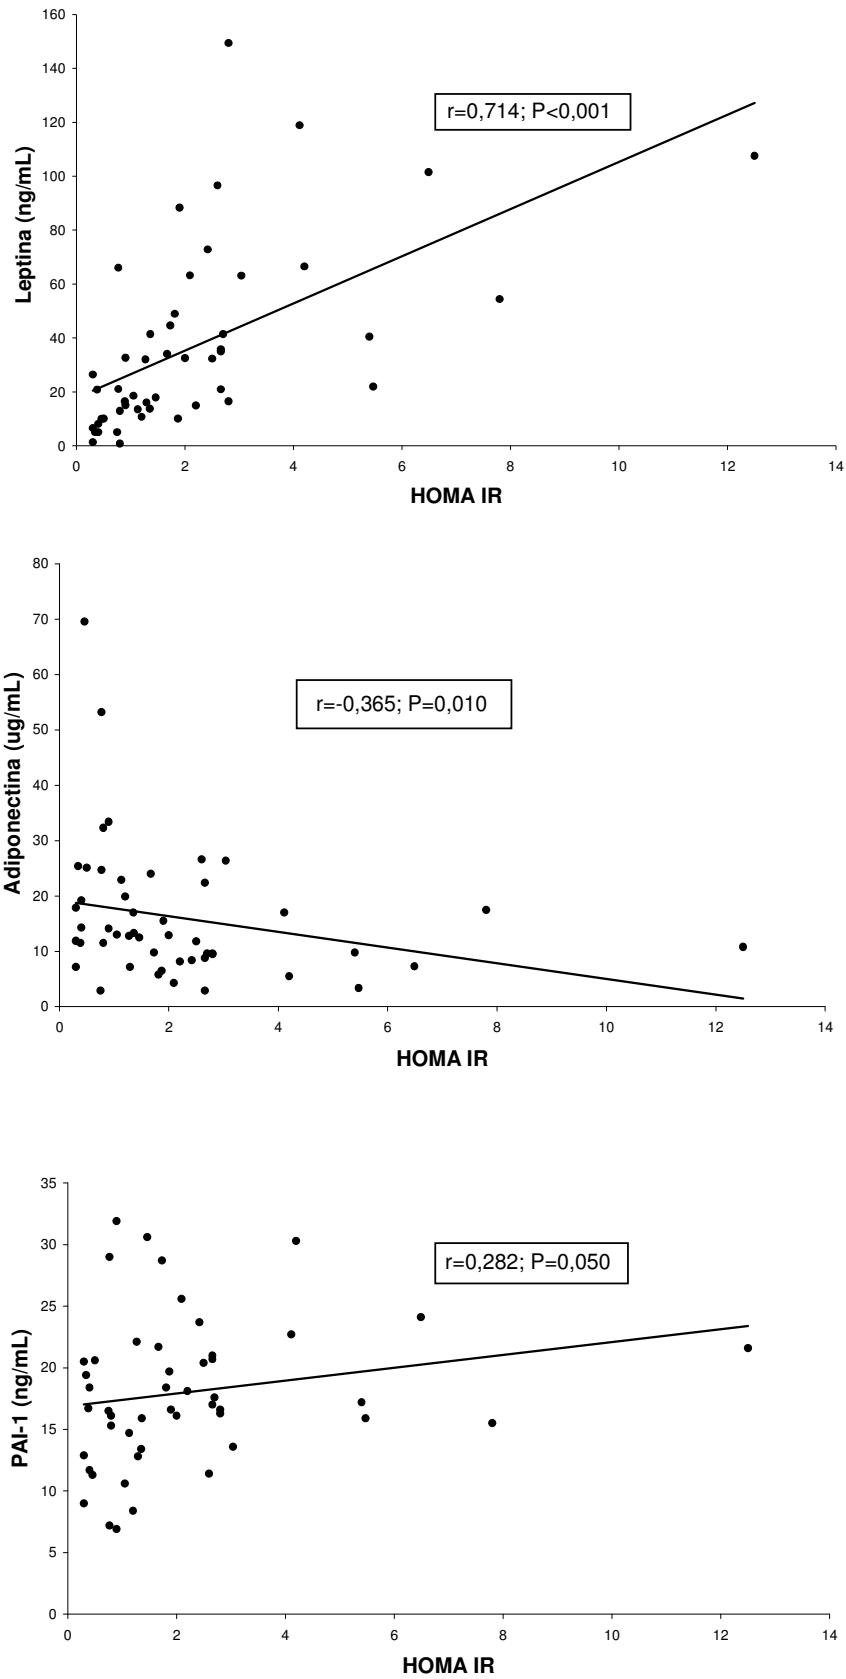 160
140
120
100
80
60
40
20
0
Leptina (ng/mL)
r=0,714; P<0,001
0 2 4 6 8 10 12 14
HOMA IR
80
70
60
50
40
30
20
10
0
Adiponectina (ug/mL)
r=-0,365; P=0,010
0 2 4 6 8 10 12 14
HOMA IR
35
30
25
20
15
10
5
0
PAI-1 (ng/mL)
r=0,282; P=0,050
0 2 4 6 8 10 12 14
HOMA IR